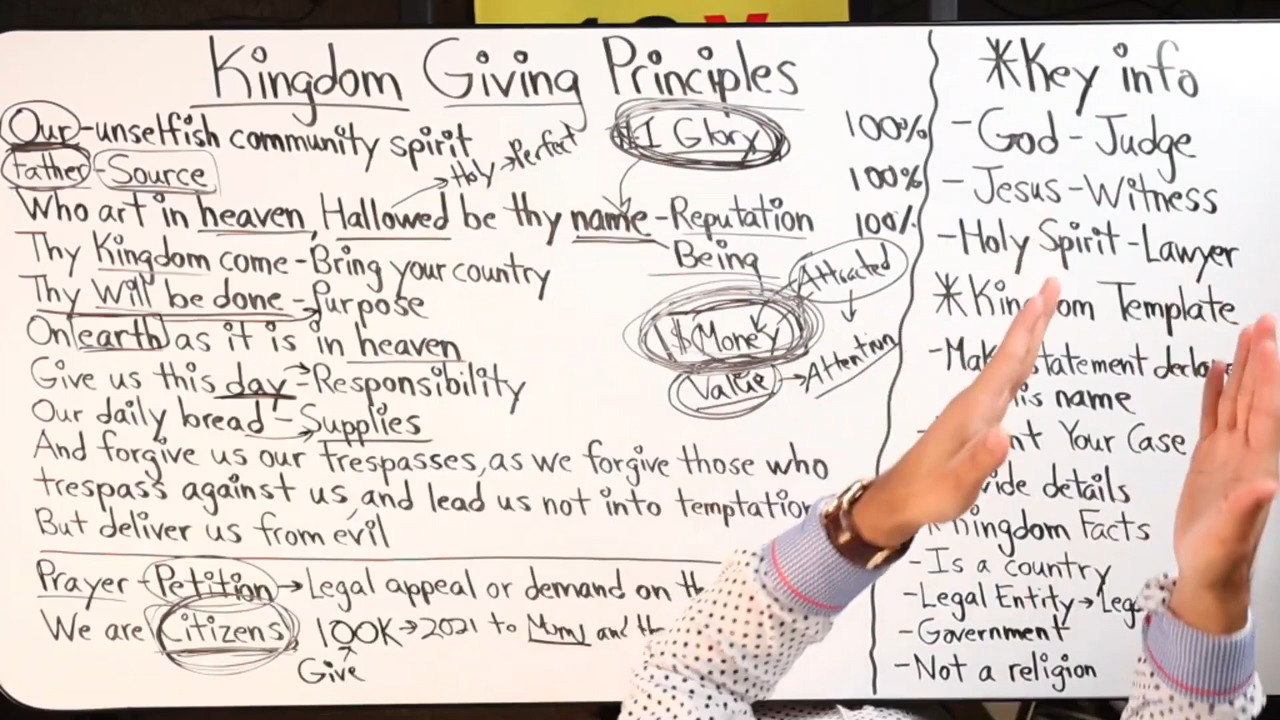 Kingdom Giving Principles
Our-unselfish community spirit
father-Source
→Holy→Perfect
#1 Glory
100%
100%
100%
Who art in heaven, Hallowed be thy name-Reputation
Being
Thy Kingdom come-Bring your country
Thy Will be done-Purpose
On earth as it is in heaven
Give us this day-Responsibility
Our daily bread-Supplies
And forgive us our trespasses, as we forgive those who
trespass against us, and lead us not into
But deliver us from evil
Attracted
1$ Money
Value→Attention
Prayer-Petition→Legal appeal or demand on
We are Citizens 100K→2021 to and
Give
*Key info
-God-Judge
-Jesus-Witness
-Holy Spirit-Lawyer
*Template
statement
name
Your Case
details
Kingdom Facts
-Is a country
-Legal Entity→
-Government
-Not a religion